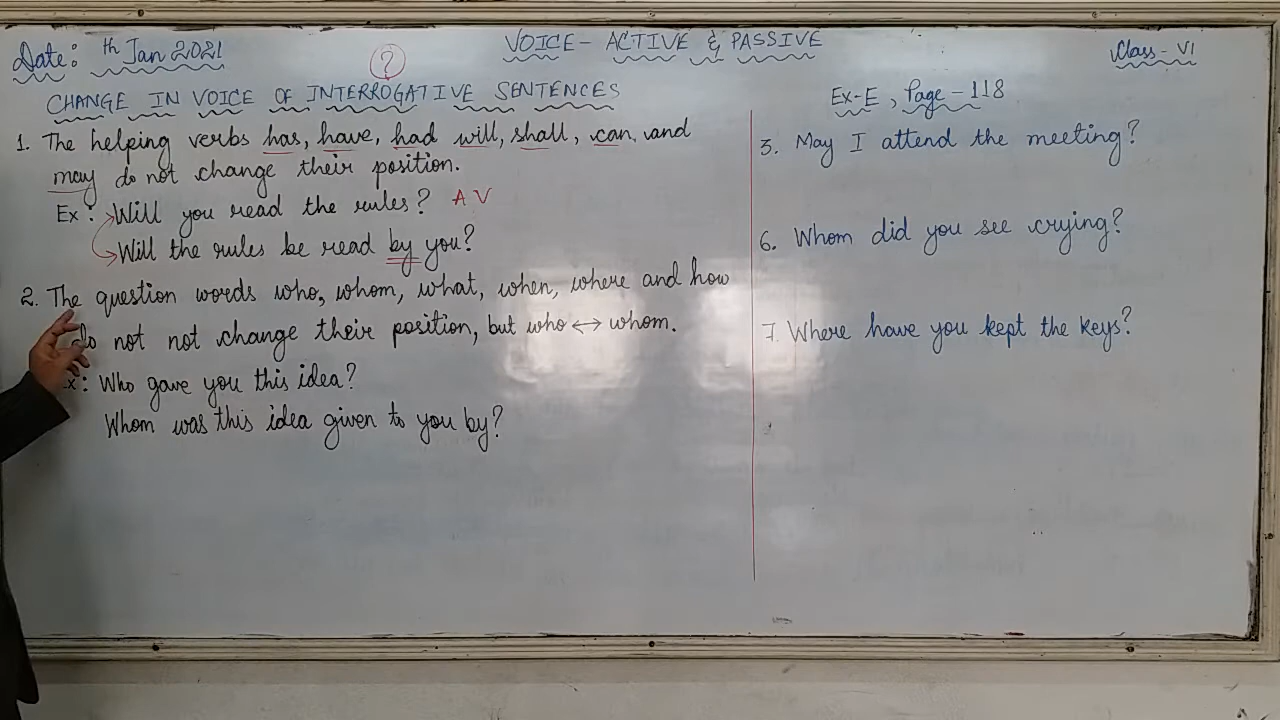 Date: th Jan 2021
VOICE - ACTIVE & PASSIVE
Class - VI
?
CHANGE IN VOICE OF INTERROGATIVE SENTENCES
1. The helping verbs has, have, had will, shall, can and
may do not change their position.
Ex: Will you read the rules? A V
Will the rules be read by you?
2. The question words who, whom, what, when, where and how
do not not change their position, but who ↔ whom.
Ex: Who gave you this idea?
Whom was this idea given to you by?
Ex-E, Page - 118
3. May I attend the meeting?
6. Whom did you see crying?
7. Where have you kept the keys?